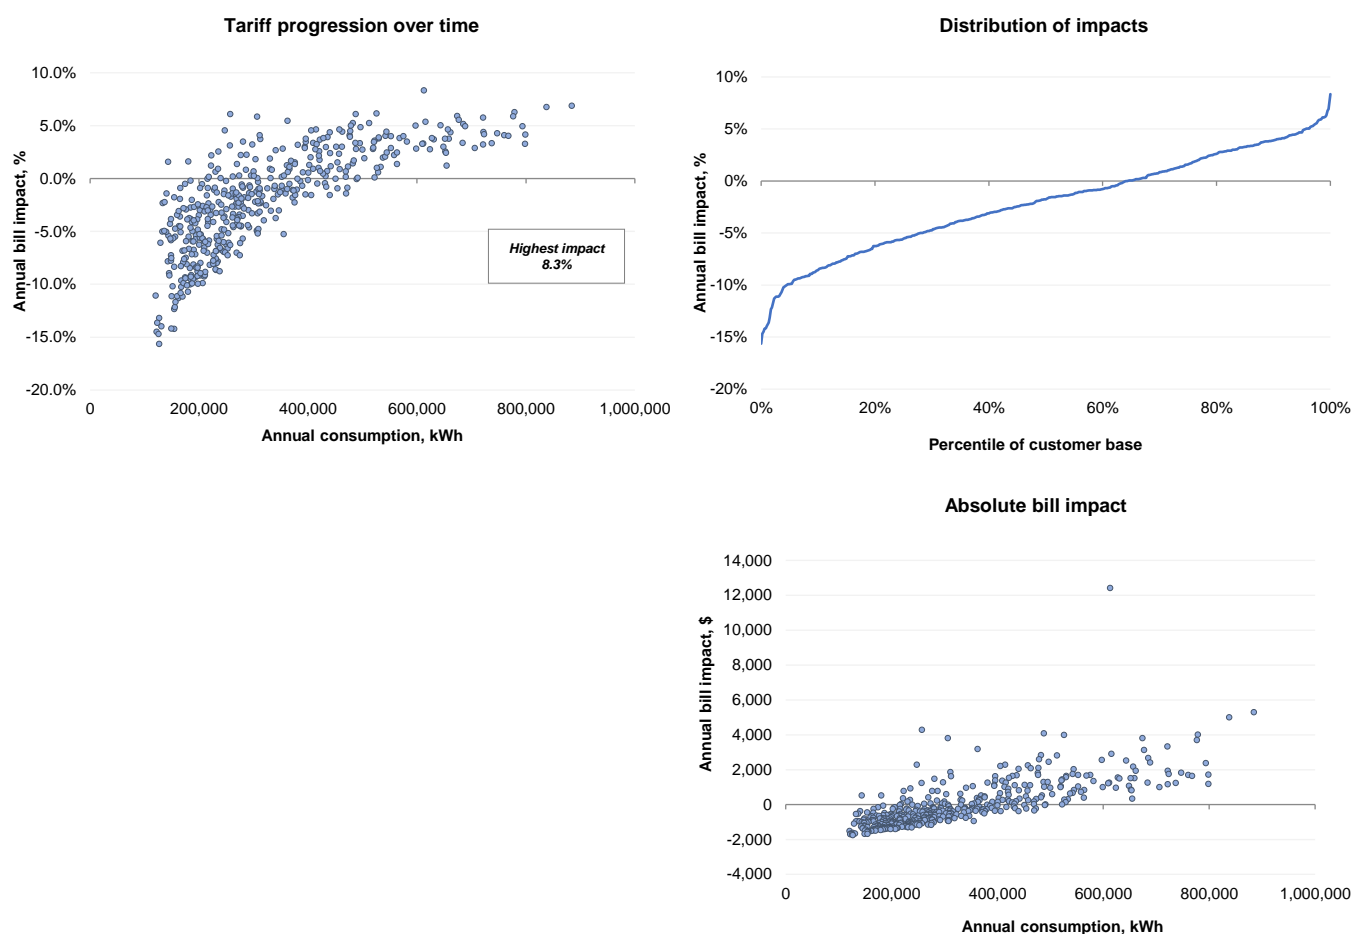 Tariff progression over time
10.0%
5.0%
0.0%
-5.0%
-10.0%
-15.0%
-20.0%
Annual bill impact, %
Highest impact
8.3%
0 200,000 400,000 600,000 800,000 1,000,000
Annual consumption, kWh
Distribution of impacts
10%
5%
0%
-5%
-10%
-15%
-20%
Annual bill impact, %
0% 20% 40% 60% 80% 100%
Percentile of customer base
Absolute bill impact
14,000
12,000
10,000
8,000
6,000
4,000
2,000
0
-2,000
-4,000
Annual bill impact, $
0 200,000 400,000 600,000 800,000 1,000,000
Annual consumption, kWh